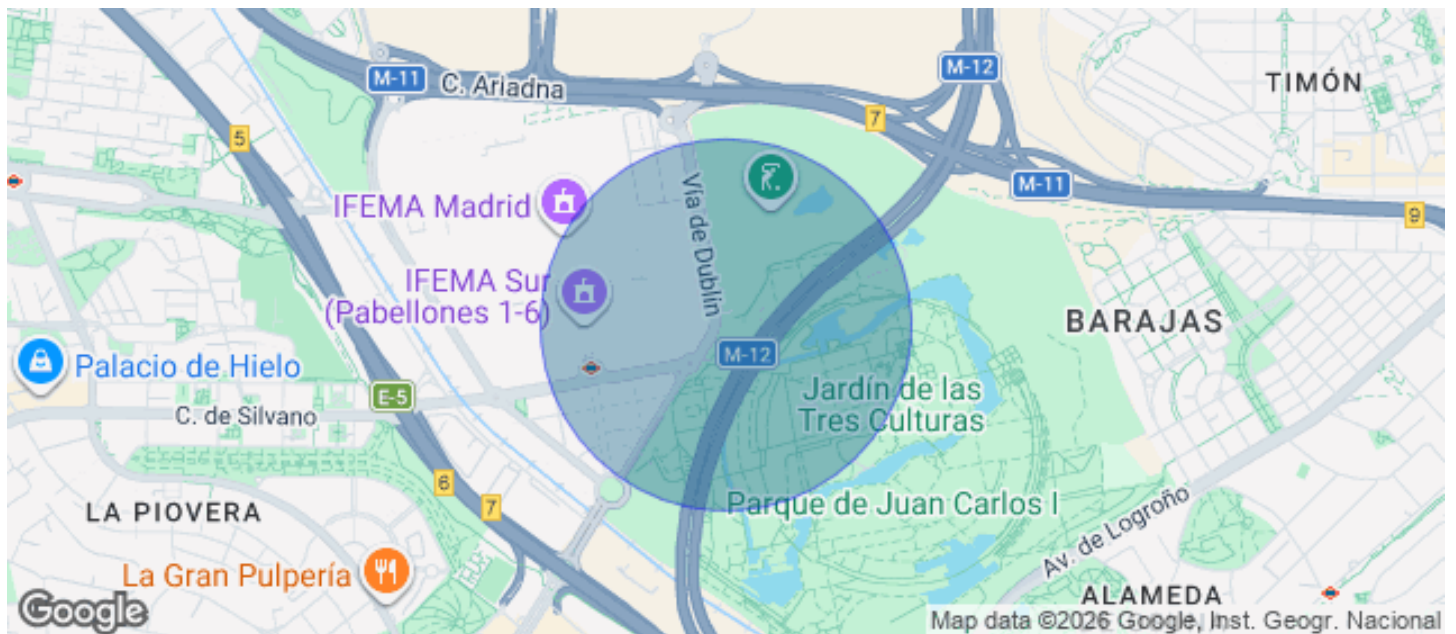 M-11
C. Ariadna
M-12
TIMÓN
5
7
M-11
9
IFEMA Madrid
Vía de Dublín
IFEMA Sur
(Pabellones 1-6)
BARAJAS
Palacio de Hielo
M-12
E-5
C. de Silvano
Jardín de las
Tres Culturas
6
7
LA PIOVERA
Parque de Juan Carlos I
Av. de Logroño
La Gran Pulpería
ALAMEDA
Google
Map data ©2026 Google, Inst. Geogr. Nacional